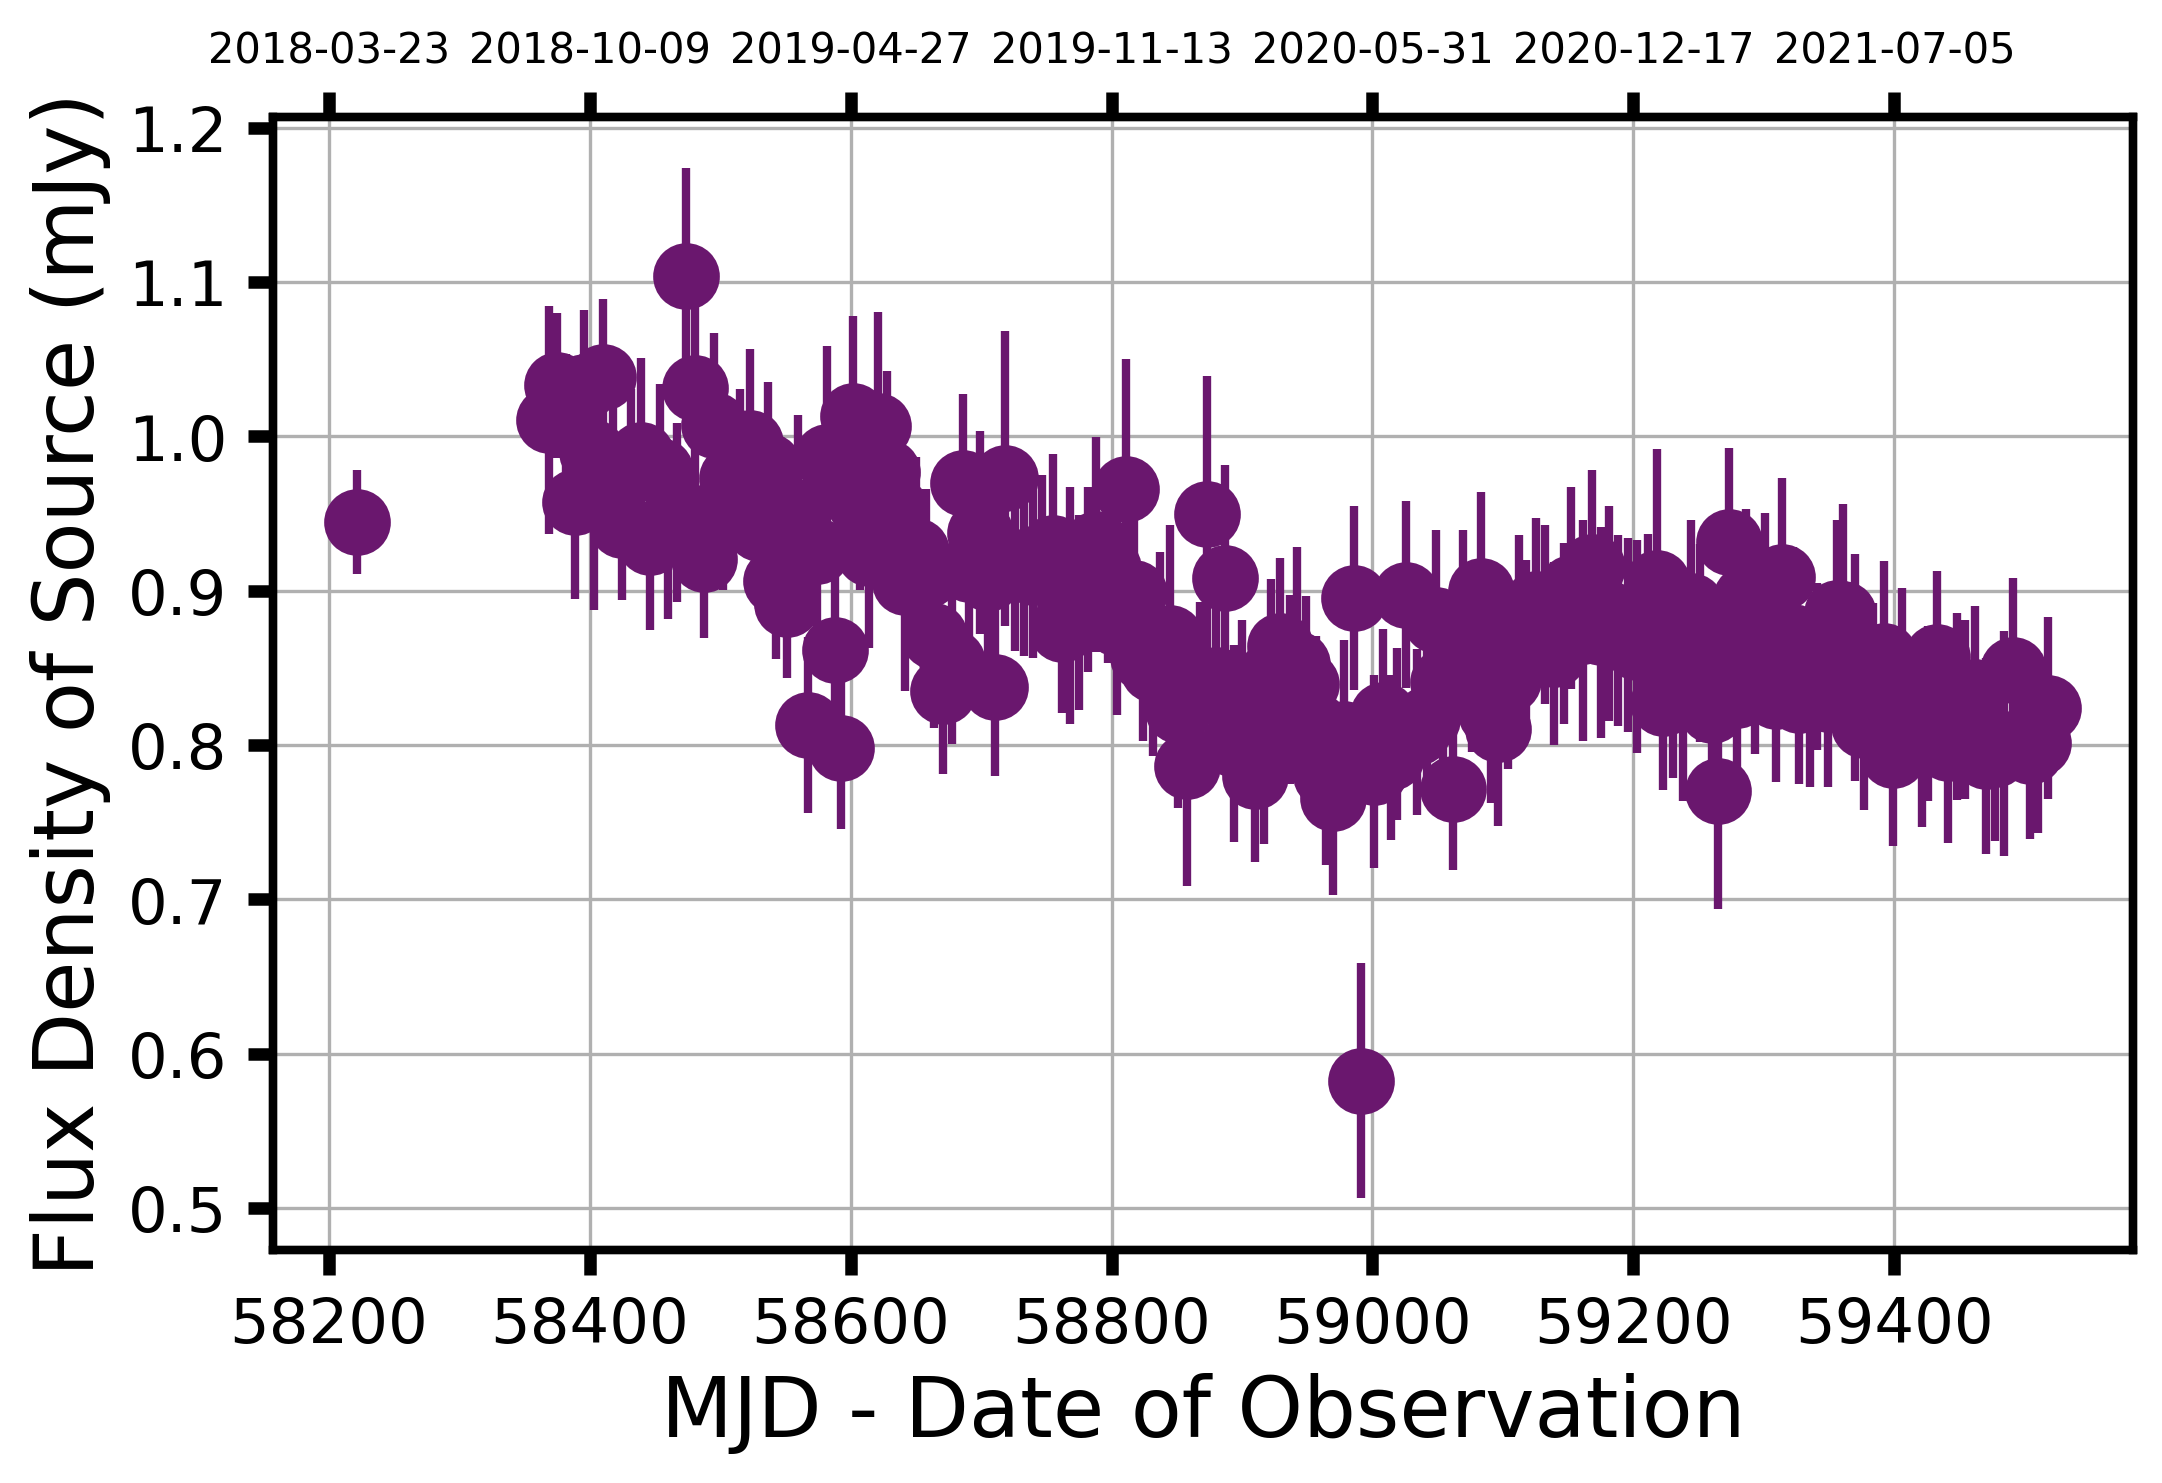 2018-03-23 2018-10-09 2019-04-27 2019-11-13 2020-05-31 2020-12-17 2021-07-05
Flux Density of Source (mJy)
1.2
1.1
1.0
0.9
0.8
0.7
0.6
0.5
58200 58400 58600 58800 59000 59200 59400
MJD - Date of Observation